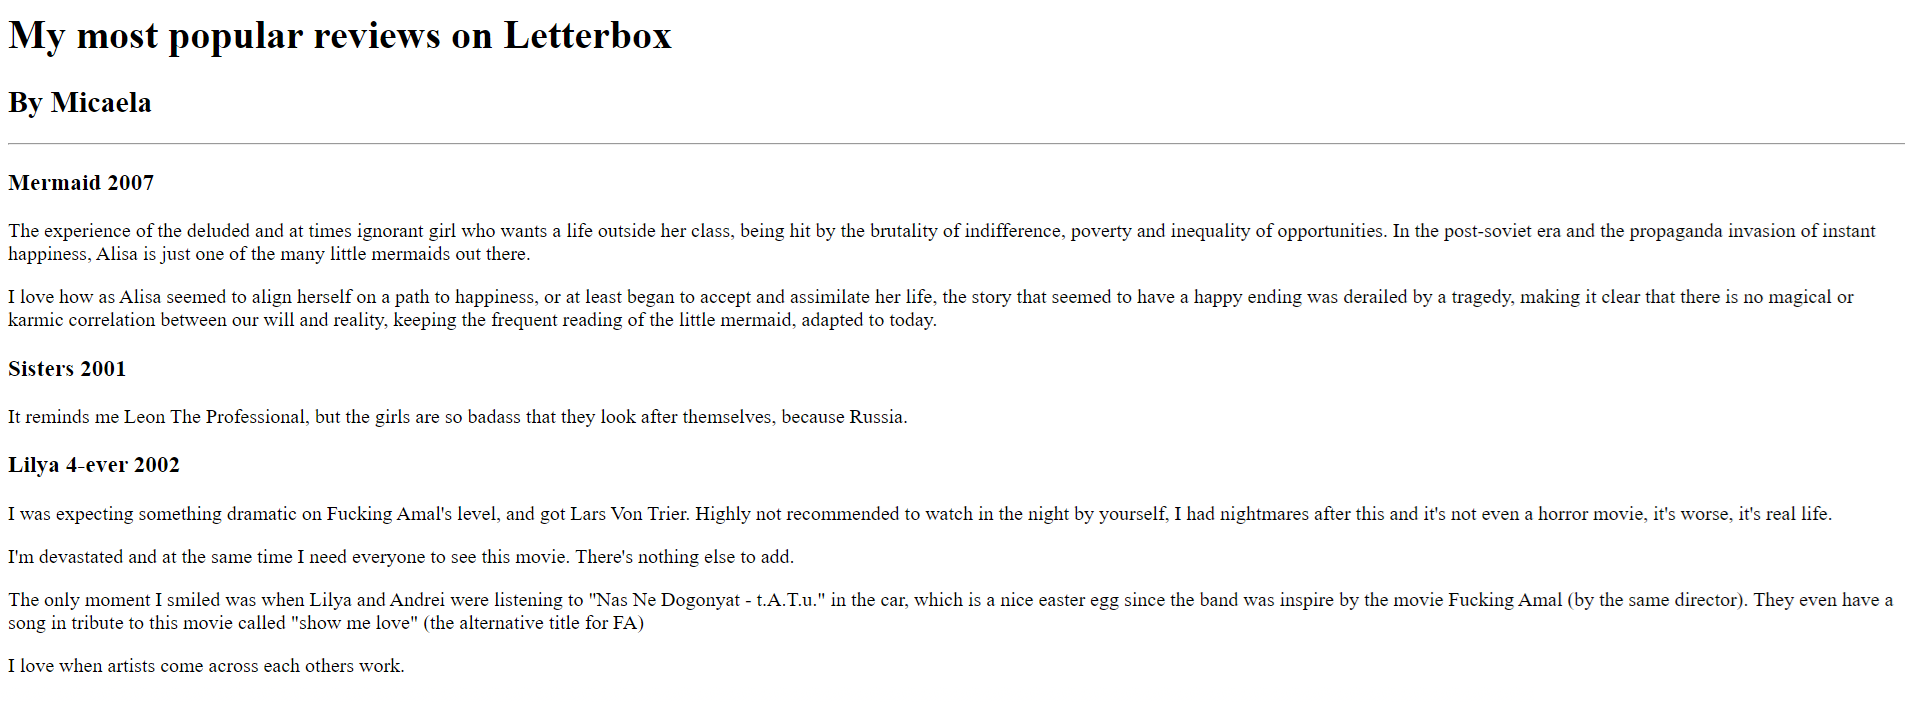 My most popular reviews on Letterbox
By Micaela
Mermaid 2007
The experience of the deluded and at times ignorant girl who wants a life outside her class, being hit by the brutality of indifference, poverty and inequality of opportunities. In the post-soviet era and the propaganda invasion of instant
happiness, Alisa is just one of the many little mermaids out there.
I love how as Alisa seemed to align herself on a path to happiness, or at least began to accept and assimilate her life, the story that seemed to have a happy ending was derailed by a tragedy, making it clear that there is no magical or
karmic correlation between our will and reality, keeping the frequent reading of the little mermaid, adapted to today.
Sisters 2001
It reminds me Leon The Professional, but the girls are so badass that they look after themselves, because Russia.
Lilya 4-ever 2002
I was expecting something dramatic on Fucking Amal's level, and got Lars Von Trier. Highly not recommended to watch in the night by yourself, I had nightmares after this and it's not even a horror movie, it's worse, it's real life.
I'm devastated and at the same time I need everyone to see this movie. There's nothing else to add.
The only moment I smiled was when Lilya and Andrei were listening to "Nas Ne Dogonyat - t.A.T.u." in the car, which is a nice easter egg since the band was inspire by the movie Fucking Amal (by the same director). They even have a
song in tribute to this movie called "show me love" (the alternative title for FA)
I love when artists come across each others work.